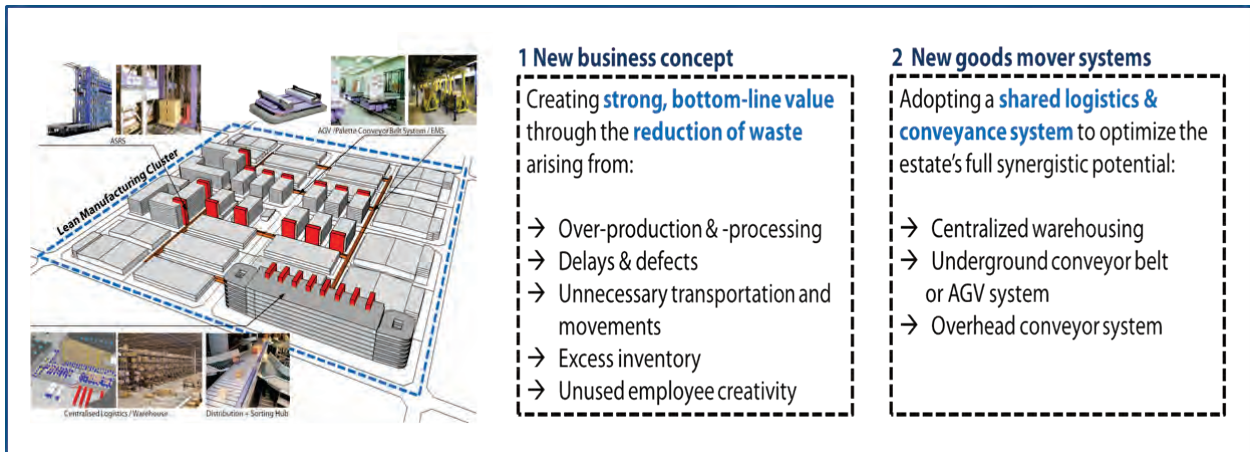 ASRS
AGV /Palette Conveyor Belt System / EMS
Lean Manufacturing Cluster
Centralised Logistics / Warehouse
Distribution + Sorting Hub
1 New business concept
Creating strong, bottom-line value
through the reduction of waste
arising from:
→ Over-production & -processing
→ Delays & defects
→ Unnecessary transportation and
movements
→ Excess inventory
→ Unused employee creativity
2 New goods mover systems
Adopting a shared logistics &
conveyance system to optimize the
estate's full synergistic potential:
→ Centralized warehousing
→ Underground conveyor belt
or AGV system
→ Overhead conveyor system